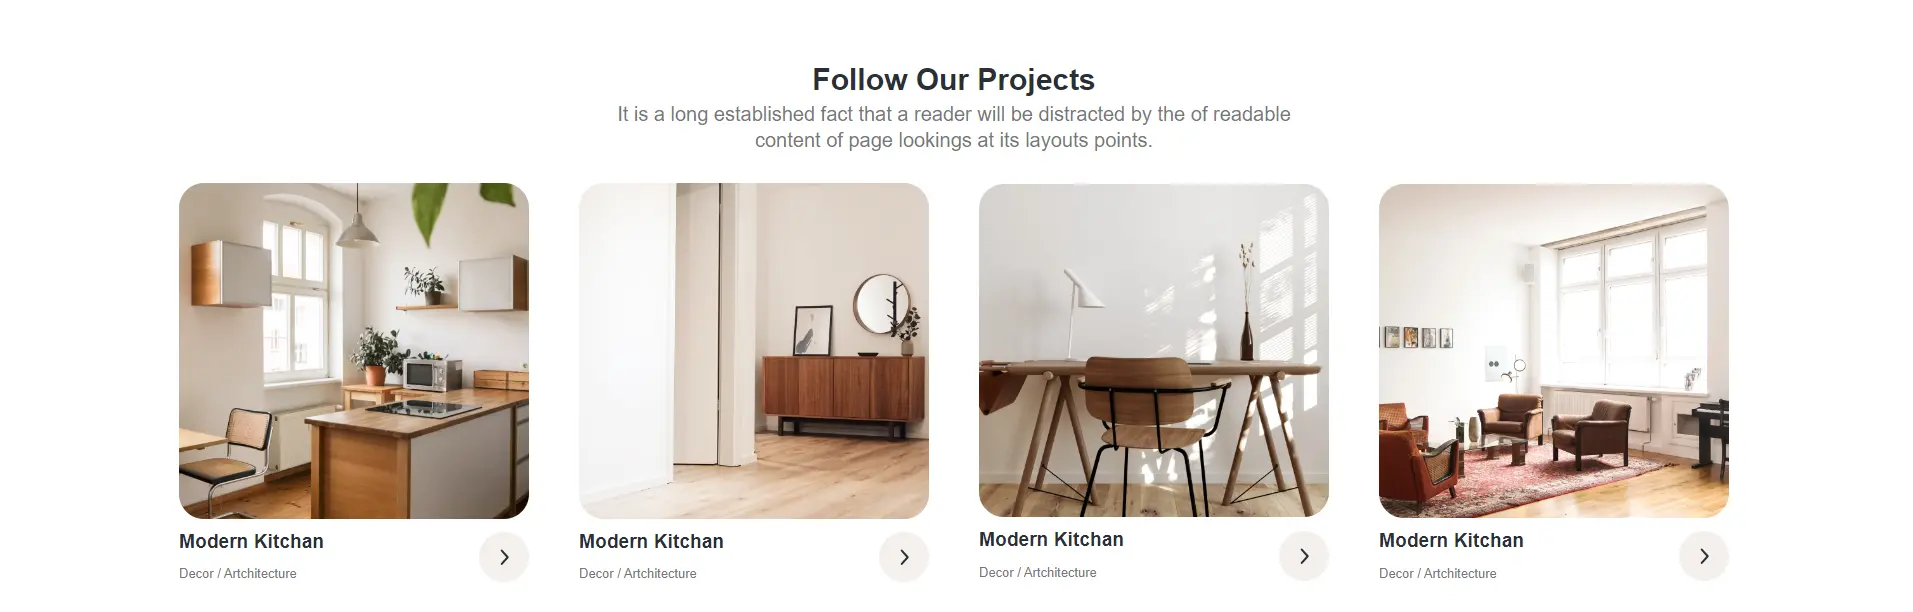 Follow Our Projects
It is a long established fact that a reader will be distracted by the of readable
content of page lookings at its layouts points.
Modern Kitchan
Decor / Artchitecture
Modern Kitchan
Decor / Artchitecture
Modern Kitchan
Decor / Artchitecture
Modern Kitchan
Decor / Artchitecture